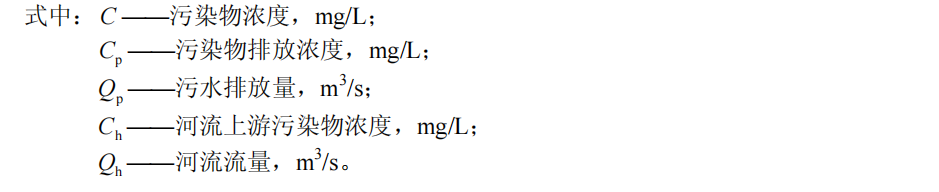 式中：C ——污染物浓度，mg/L；
Cp——污染物排放浓度，mg/L；
Qp——污水排放量，m³/s；
Ch——河流上游污染物浓度，mg/L；
Qh——河流流量，m³/s。